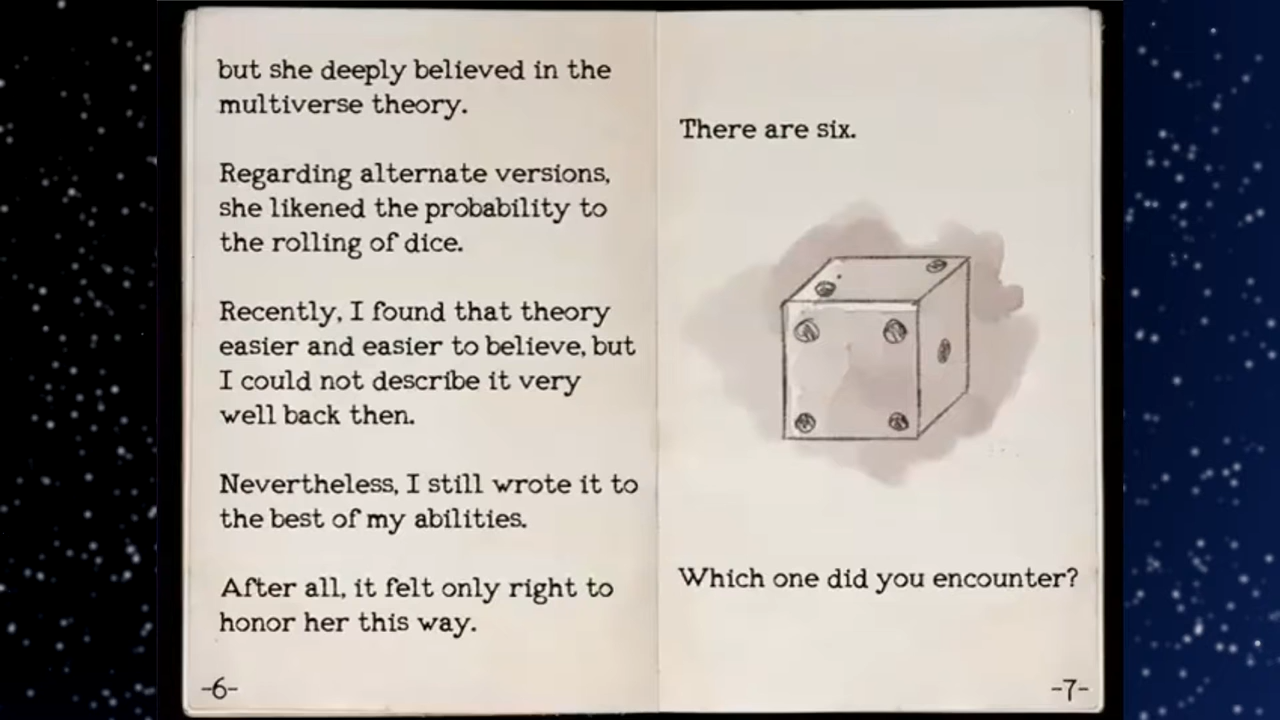 but she deeply believed in the
multiverse theory.
Regarding alternate versions,
she likened the probability to
the rolling of dice.
Recently, I found that theory
easier and easier to believe, but
I could not describe it very
well back then.
Nevertheless, I still wrote it to
the best of my abilities.
After all, it felt only right to
honor her this way.
-6-
There are six.
Which one did you encounter?
-7-